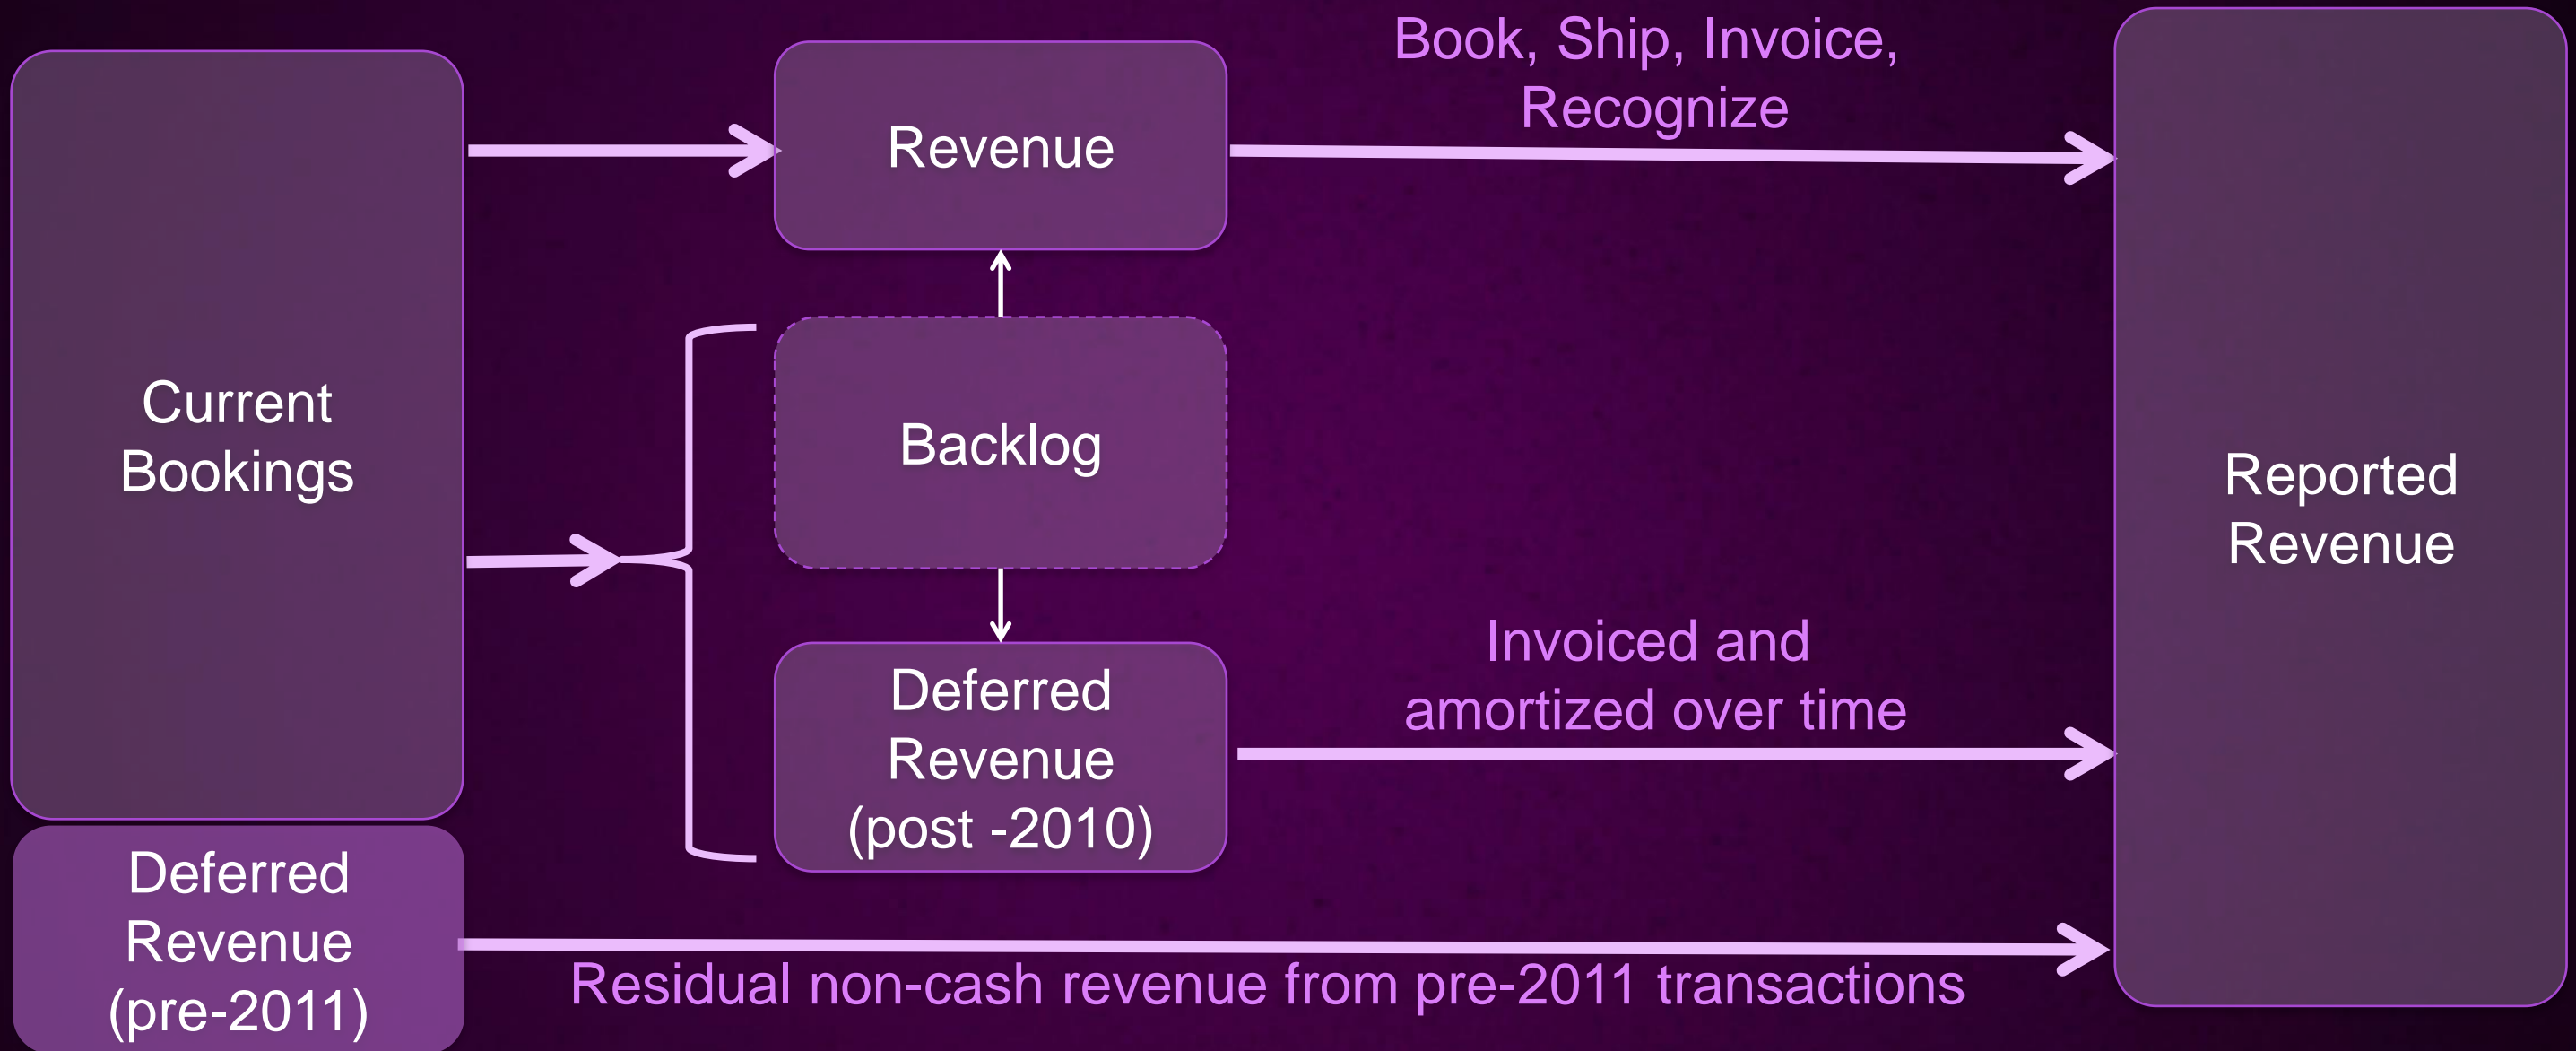 Book, Ship, Invoice,
Recognize
Revenue
Current
Bookings
Backlog
Reported
Revenue
Invoiced and
amortized over time
Deferred
Revenue
(post -2010)
Deferred
Revenue
(pre-2011)
Residual non-cash revenue from pre-2011 transactions